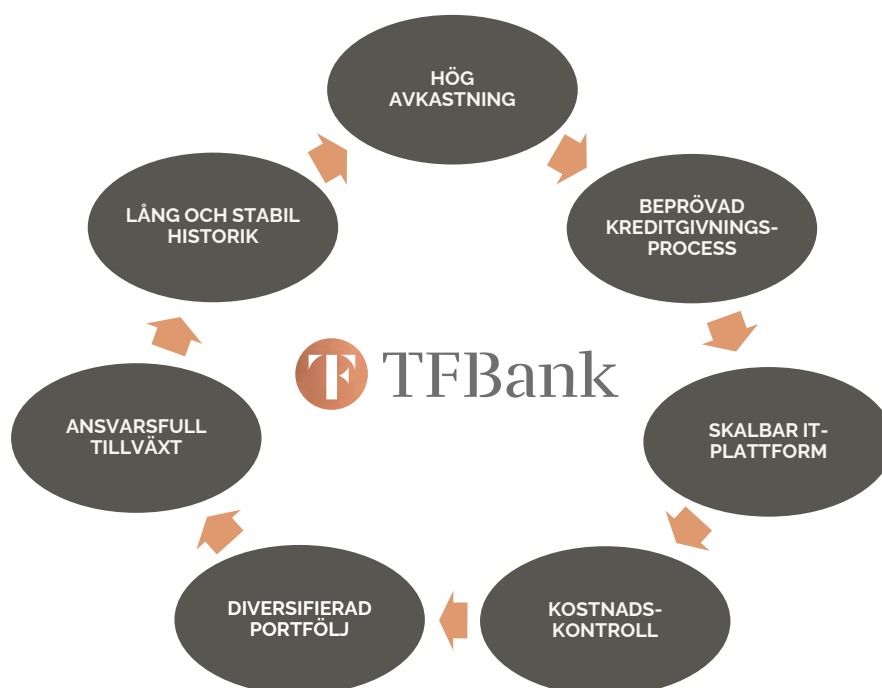 HÖG
AVKASTNING
BEPRÖVAD
KREDITGIVNINGS-
PROCESS
SKALBAR IT-
PLATTFORM
KOSTNADS-
KONTROLL
DIVERSIFIERAD
PORTFÖLJ
ANSVARSFULL
TILLVÄXT
LÅNG OCH STABIL
HISTORIK
TF TFBank